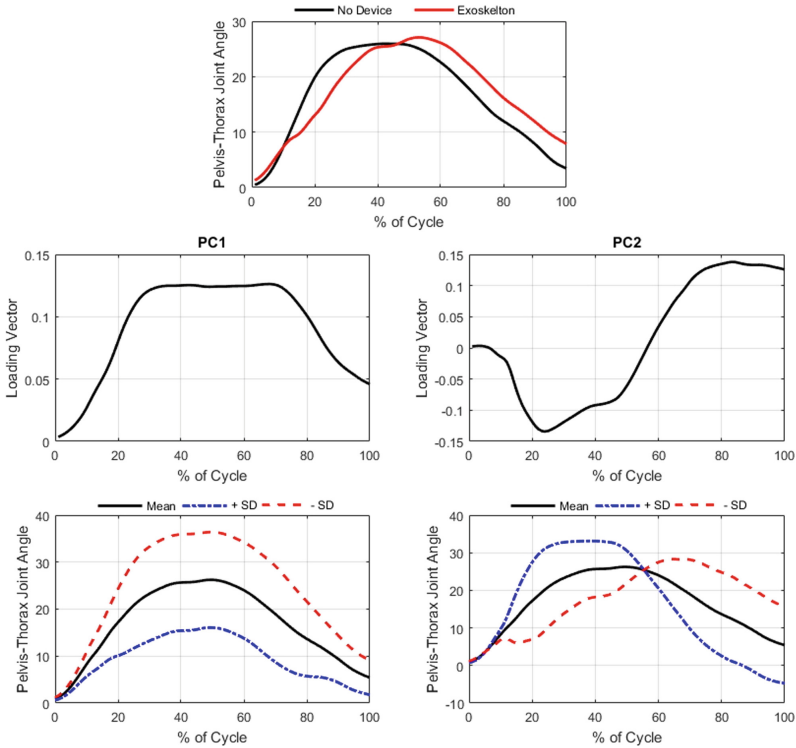 No Device Exoskelton
30
20
10
0
Pelvis-Thorax Joint Angle
0 20 40 60 80 100
% of Cycle
PC1
0.15
0.1
0.05
0
Loading Vector
0 20 40 60 80 100
% of Cycle
PC2
0.15
0.1
0.05
0
-0.05
-0.1
-0.15
Loading Vector
0 20 40 60 80 100
% of Cycle
Mean + SD - SD
40
30
20
10
0
Pelvis-Thorax Joint Angle
0 20 40 60 80 100
% of Cycle
Mean + SD - SD
40
30
20
10
0
-10
Pelvis-Thorax Joint Angle
0 20 40 60 80 100
% of Cycle